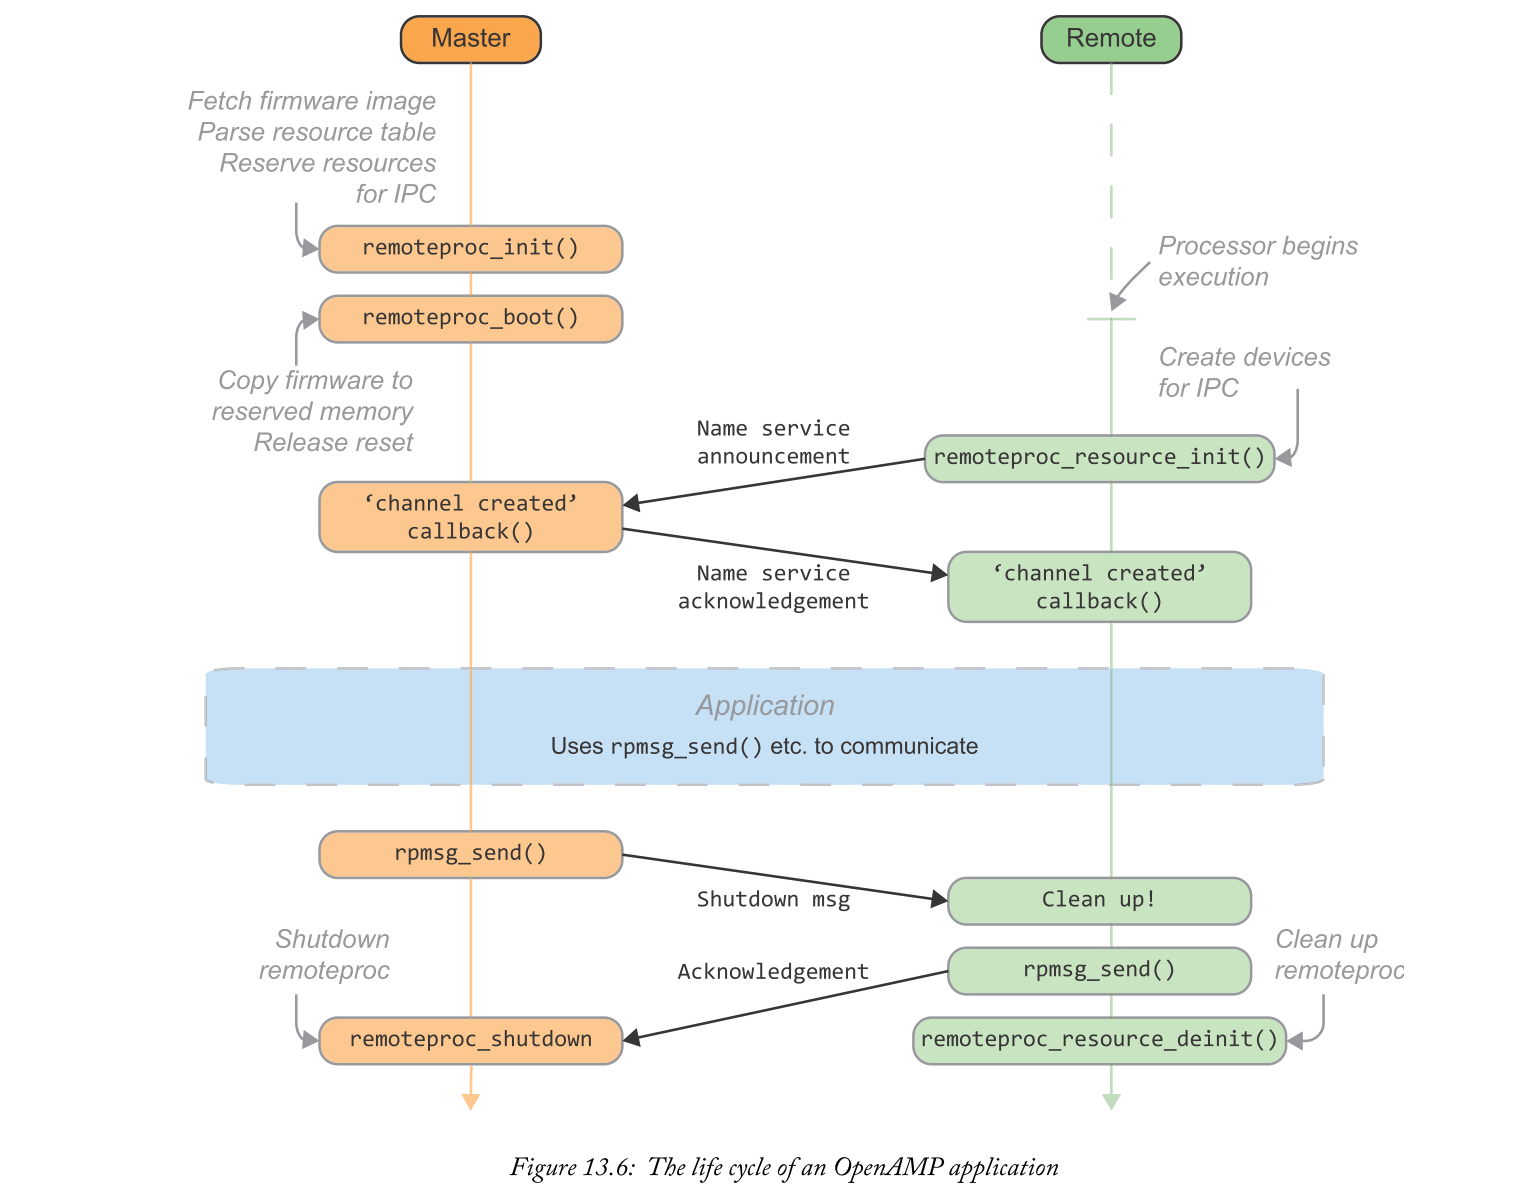 Master
Remote
Fetch firmware image
Parse resource table
Reserve resources
for IPC
remoteproc_init()
Processor begins
execution
remoteproc_boot()
Copy firmware to
reserved memory
Release reset
Create devices
for IPC
Name service
announcement
remoteproc_resource_init()
‘channel created’
callback()
Name service
acknowledgement
‘channel created’
callback()
Application
Uses rpmsg_send() etc. to communicate
rpmsg_send()
Shutdown msg
Clean up!
Shutdown
remoteproc
Acknowledgement
rpmsg_send()
Clean up
remoteproc
remoteproc_shutdown
remoteproc_resource_deinit()
Figure 13.6: The life cycle of an OpenAMP application